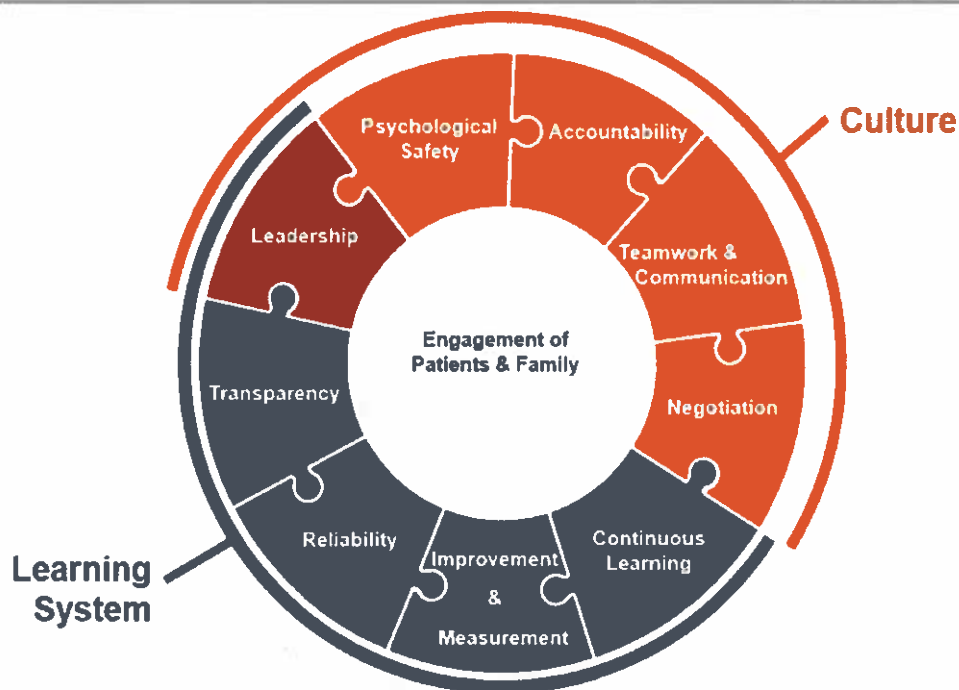 Culture
Psychological
Safety
Accountability
Leadership
Teamwork &
Communication
Engagement of
Patients & Family
Transparency
Negotiation
Reliability
Improvement
&
Measurement
Continuous
Learning
Learning
System